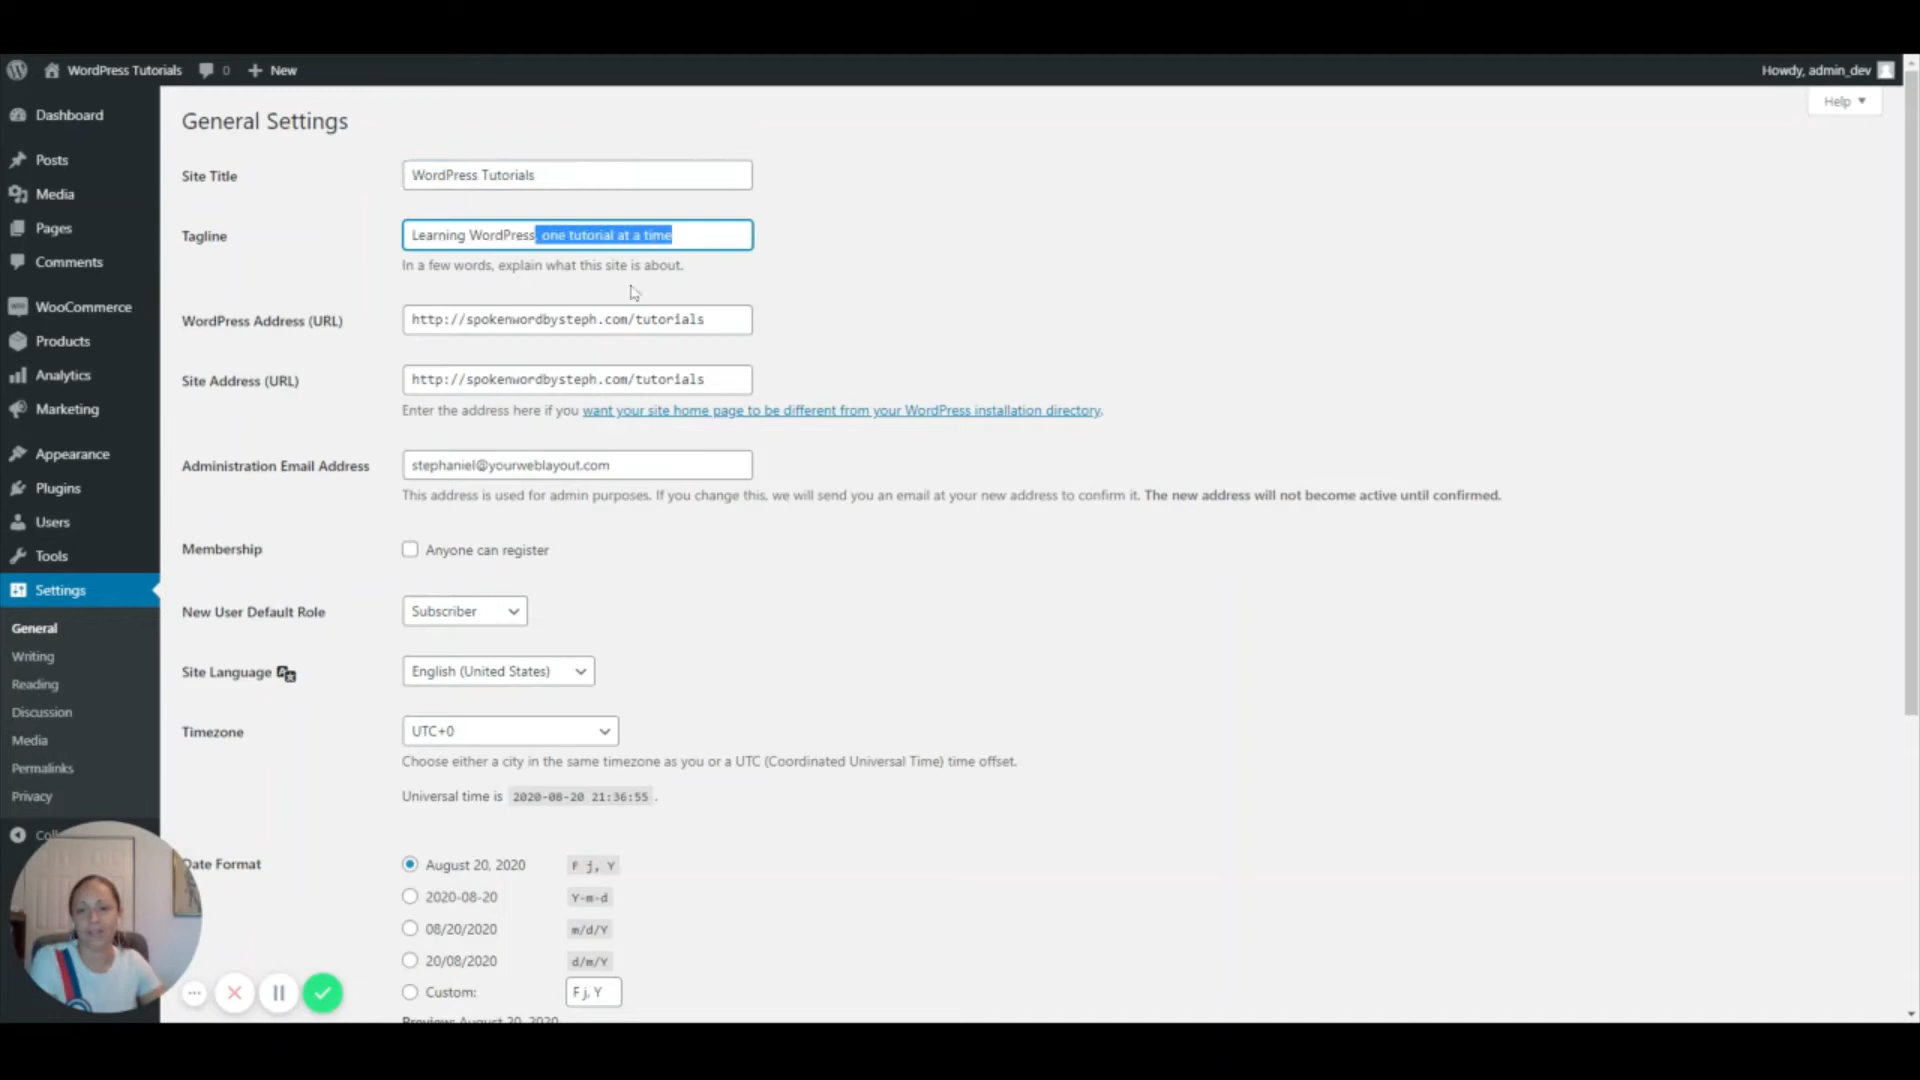 WordPress Tutorials 0 New Howdy, admin_dev
Help
Dashboard
Posts
Media
Pages
Comments
WooCommerce
Products
Analytics
Marketing
Appearance
Plugins
Users
Tools
Settings
General
Writing
Reading
Discussion
Media
Permalinks
Privacy
General Settings
Site Title WordPress Tutorials
Tagline Learning WordPress, one tutorial at a time
In a few words, explain what this site is about.
WordPress Address (URL) http://spokenwordbysteph.com/tutorials
Site Address (URL) http://spokenwordbysteph.com/tutorials
Enter the address here if you want your site home page to be different from your WordPress installation directory.
Administration Email Address stephaniel@yourweblayout.com
This address is used for admin purposes. If you change this, we will send you an email at your new address to confirm it. The new address will not become active until confirmed.
Membership Anyone can register
New User Default Role Subscriber
Site Language English (United States)
Timezone UTC+0
Choose either a city in the same timezone as you or a UTC (Coordinated Universal Time) time offset.
Universal time is 2020-08-20 21:36:55 .
Date Format August 20, 2020 F j, Y
2020-08-20 Y-m-d
08/20/2020 m/d/Y
20/08/2020 d/m/Y
Custom: F j, Y
Preview: August 20, 2020